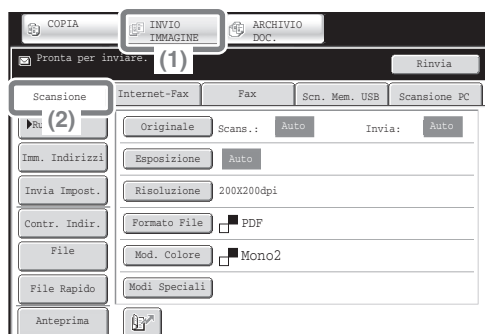 COPIA
INVIO
IMMAGINE
ARCHIVIO
DOC.
Pronta per inviare.
(1)
Rinvia
Scansione
Internet-Fax
Fax
Scn. Mem. USB
Scansione PC
(2)
Originale
Scans.:
Auto
Invia:
Auto
Imm. Indirizzi
Esposizione
Auto
Invia Impost.
Risoluzione
200X200dpi
Contr. Indir.
Formato File
PDF
File
Mod. Colore
Mono2
File Rapido
Modi Speciali
Anteprima